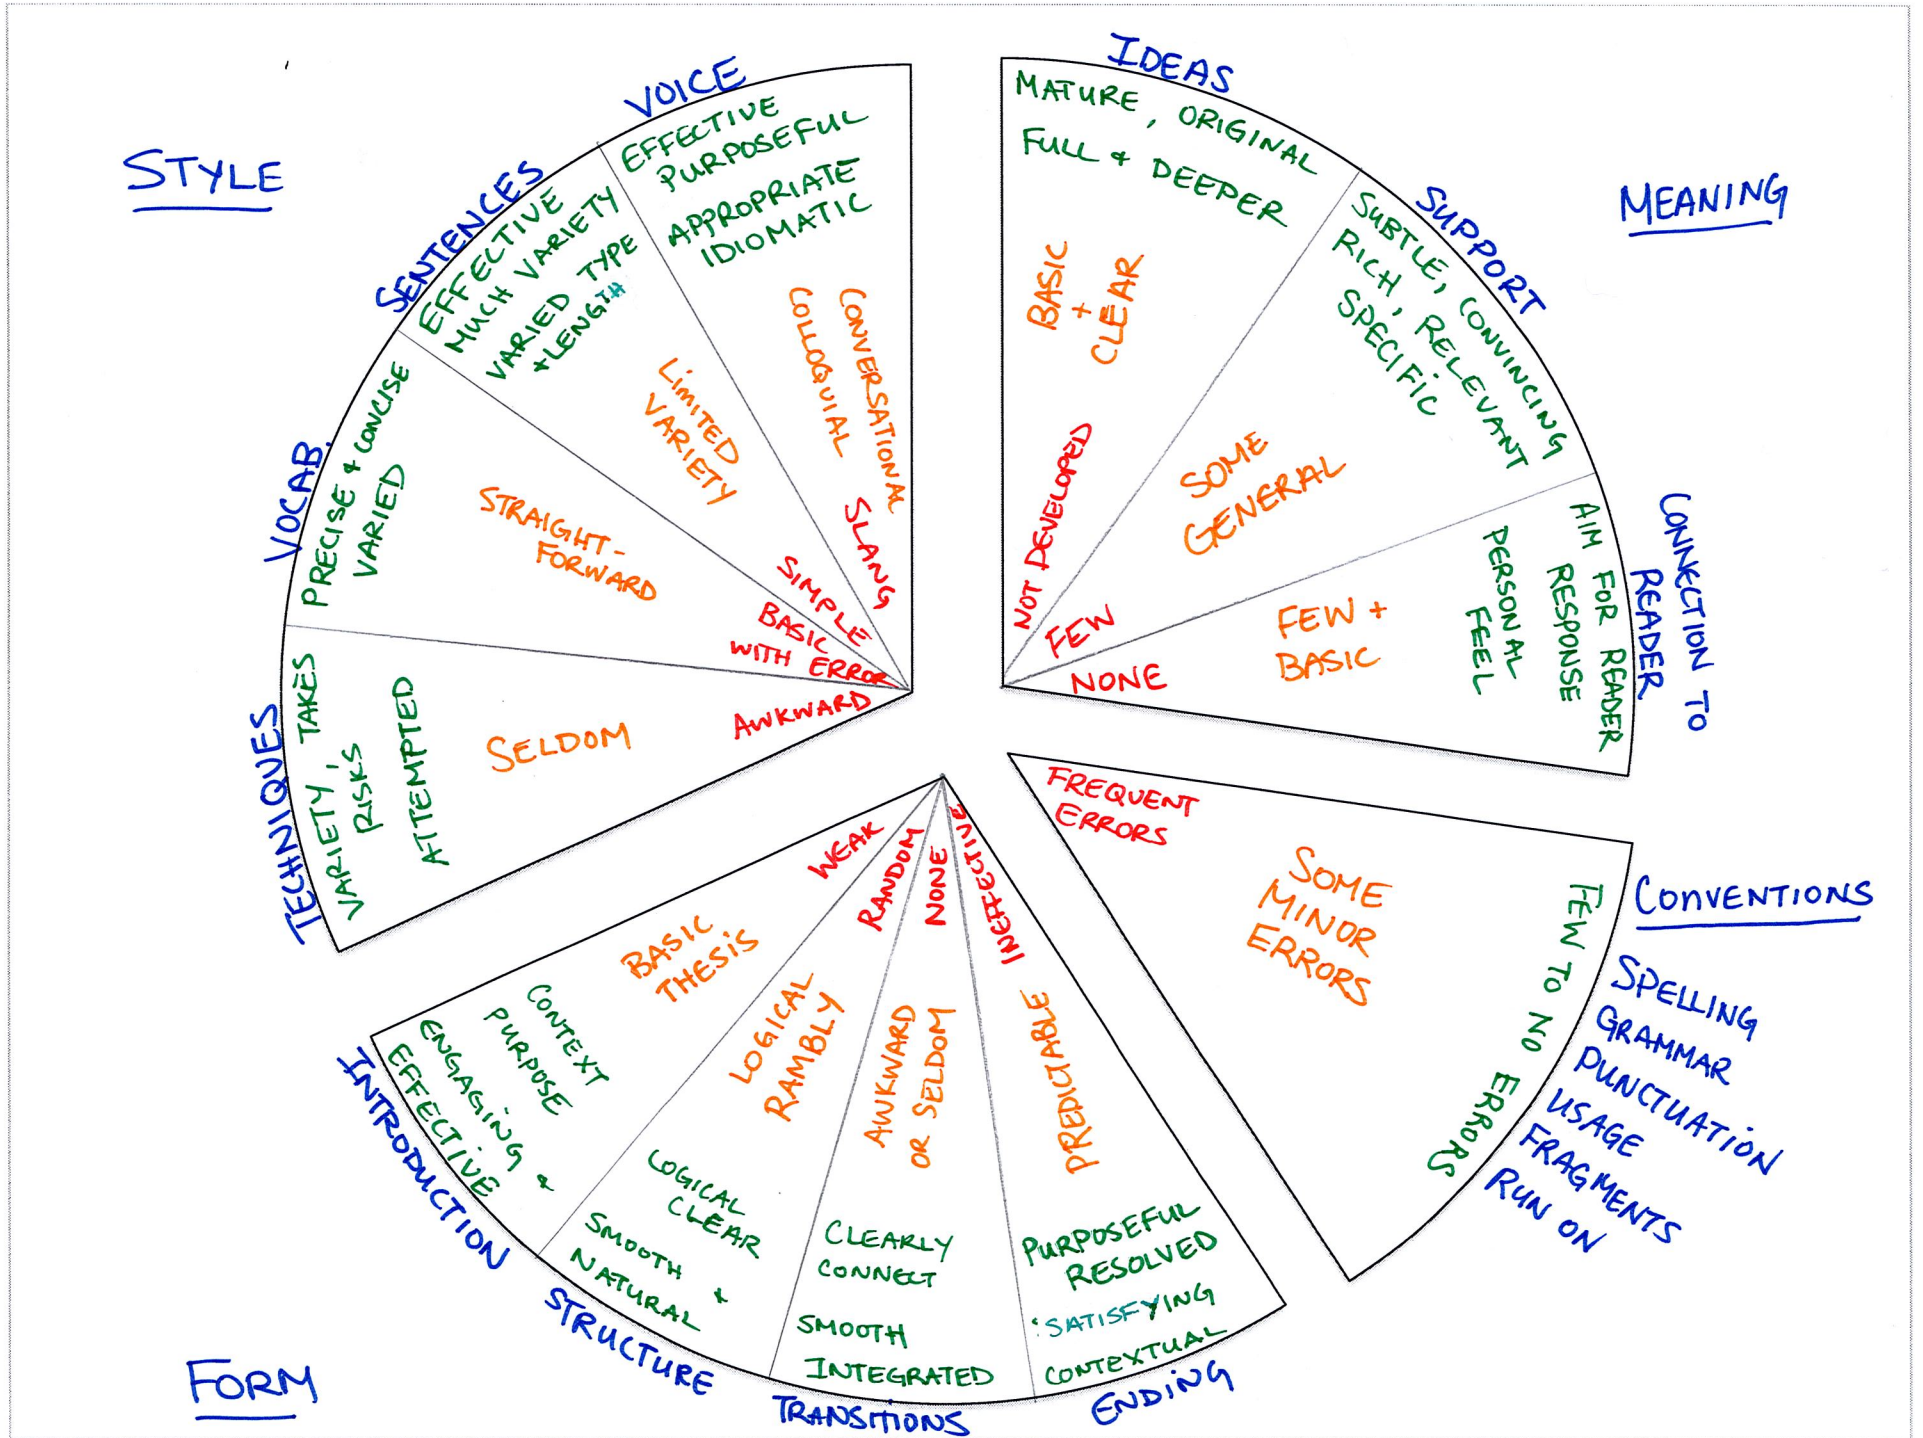 STYLE
VOICE
EFFECTIVE
PURPOSEFUL
APPROPRIATE
IDIOMATIC
CONVERSATIONAL
COLLOQUIAL
SLANG
SENTENCES
EFFECTIVE
MUCH VARIETY
VARIED TYPE
+ LENGTH
LIMITED
VARIETY
SIMPLE
VOCAB.
PRECISE + CONCISE
VARIED
STRAIGHT-
FORWARD
BASIC
WITH ERROR
TECHNIQUES
VARIETY, TAKES
RISKS
ATTEMPTED
SELDOM
AWKWARD
MEANING
IDEAS
MATURE, ORIGINAL
FULL + DEEPER
BASIC
+
CLEAR
NOT DEVELOPED
SUPPORT
SUBTLE, CONVINCING
RICH, RELEVANT
SPECIFIC
SOME
GENERAL
FEW
CONNECTION TO
READER
AIM FOR READER
RESPONSE
PERSONAL
FEEL
FEW +
BASIC
NONE
CONVENTIONS
SPELLING
GRAMMAR
PUNCTUATION
USAGE
FRAGMENTS
RUN ON
FEW TO NO ERRORS
SOME
MINOR
ERRORS
FREQUENT
ERRORS
FORM
INTRODUCTION
WEAK
BASIC
THESIS
CONTEXT
PURPOSE
ENGAGING +
EFFECTIVE
STRUCTURE
RANDOM
LOGICAL
RAMBLY
LOGICAL
CLEAR
SMOOTH +
NATURAL
TRANSITIONS
NONE
AWKWARD
OR SELDOM
CLEARLY
CONNECT
SMOOTH
INTEGRATED
ENDING
INEFFECTIVE
PREDICTABLE
PURPOSEFUL
RESOLVED
SATISFYING
CONTEXTUAL